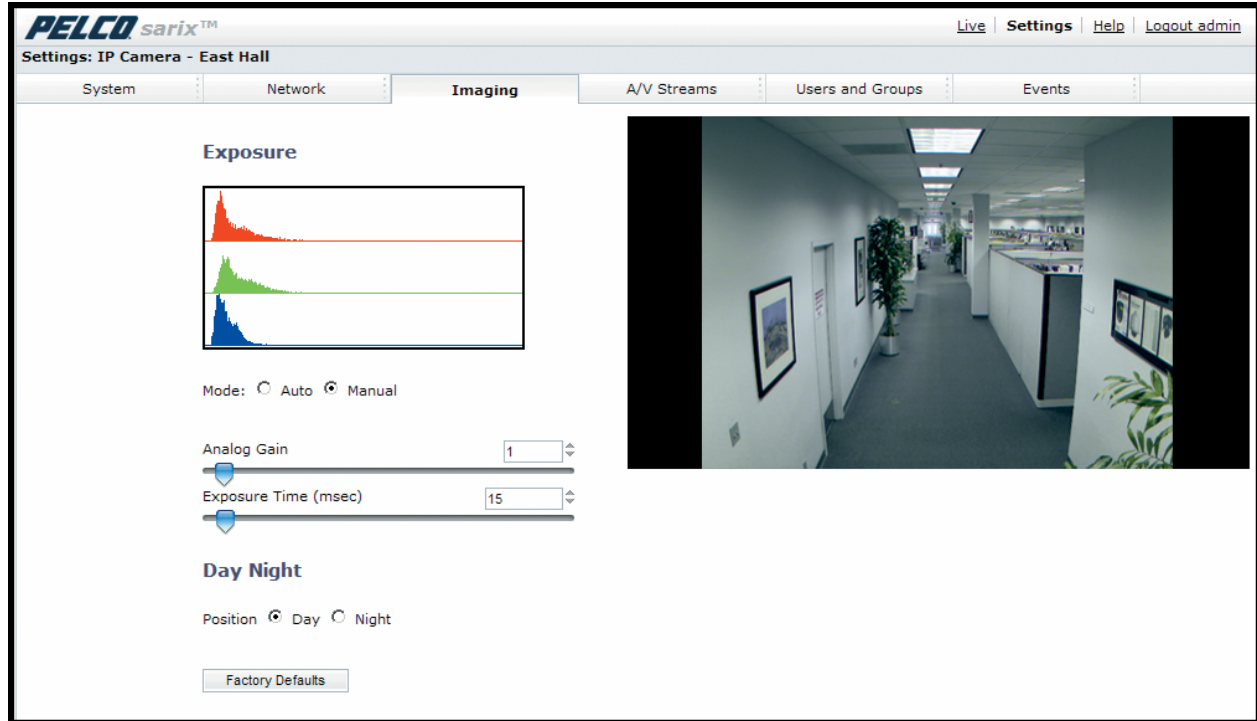 PELCO sarix™
Live Settings Help Logout admin
Settings: IP Camera - East Hall
System Network Imaging A/V Streams Users and Groups Events
Exposure
Mode: Auto Manual
Analog Gain 1
Exposure Time (msec) 15
Day Night
Position Day Night
Factory Defaults